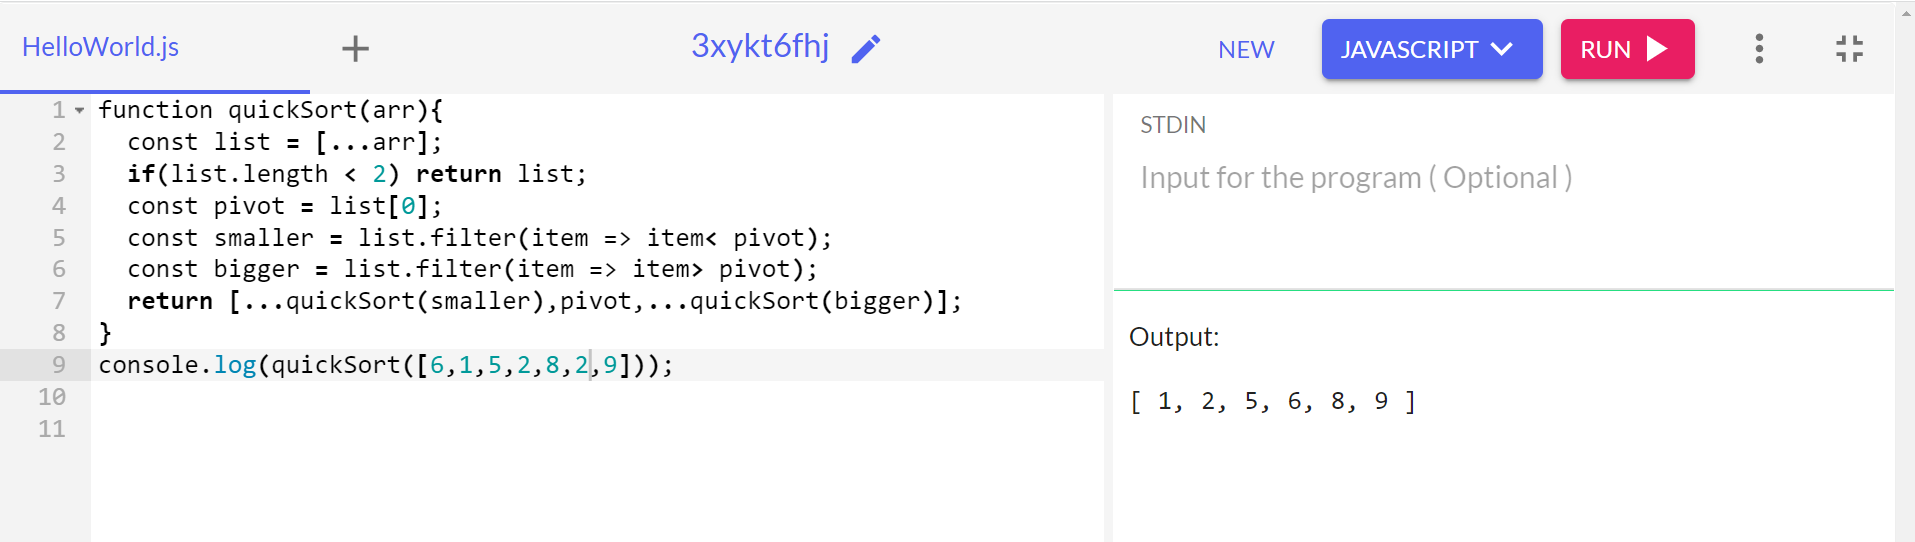 HelloWorld.js + 3xykt6fhj NEW JAVASCRIPT RUN
1 function quickSort(arr){
2 const list = [...arr];
3 if(list.length < 2) return list;
4 const pivot = list[0];
5 const smaller = list.filter(item => item< pivot);
6 const bigger = list.filter(item => item> pivot);
7 return [...quickSort(smaller),pivot,...quickSort(bigger)];
8 }
9 console.log(quickSort([6,1,5,2,8,2,9]));
10
11
STDIN
Input for the program ( Optional )
Output:
[ 1, 2, 5, 6, 8, 9 ]